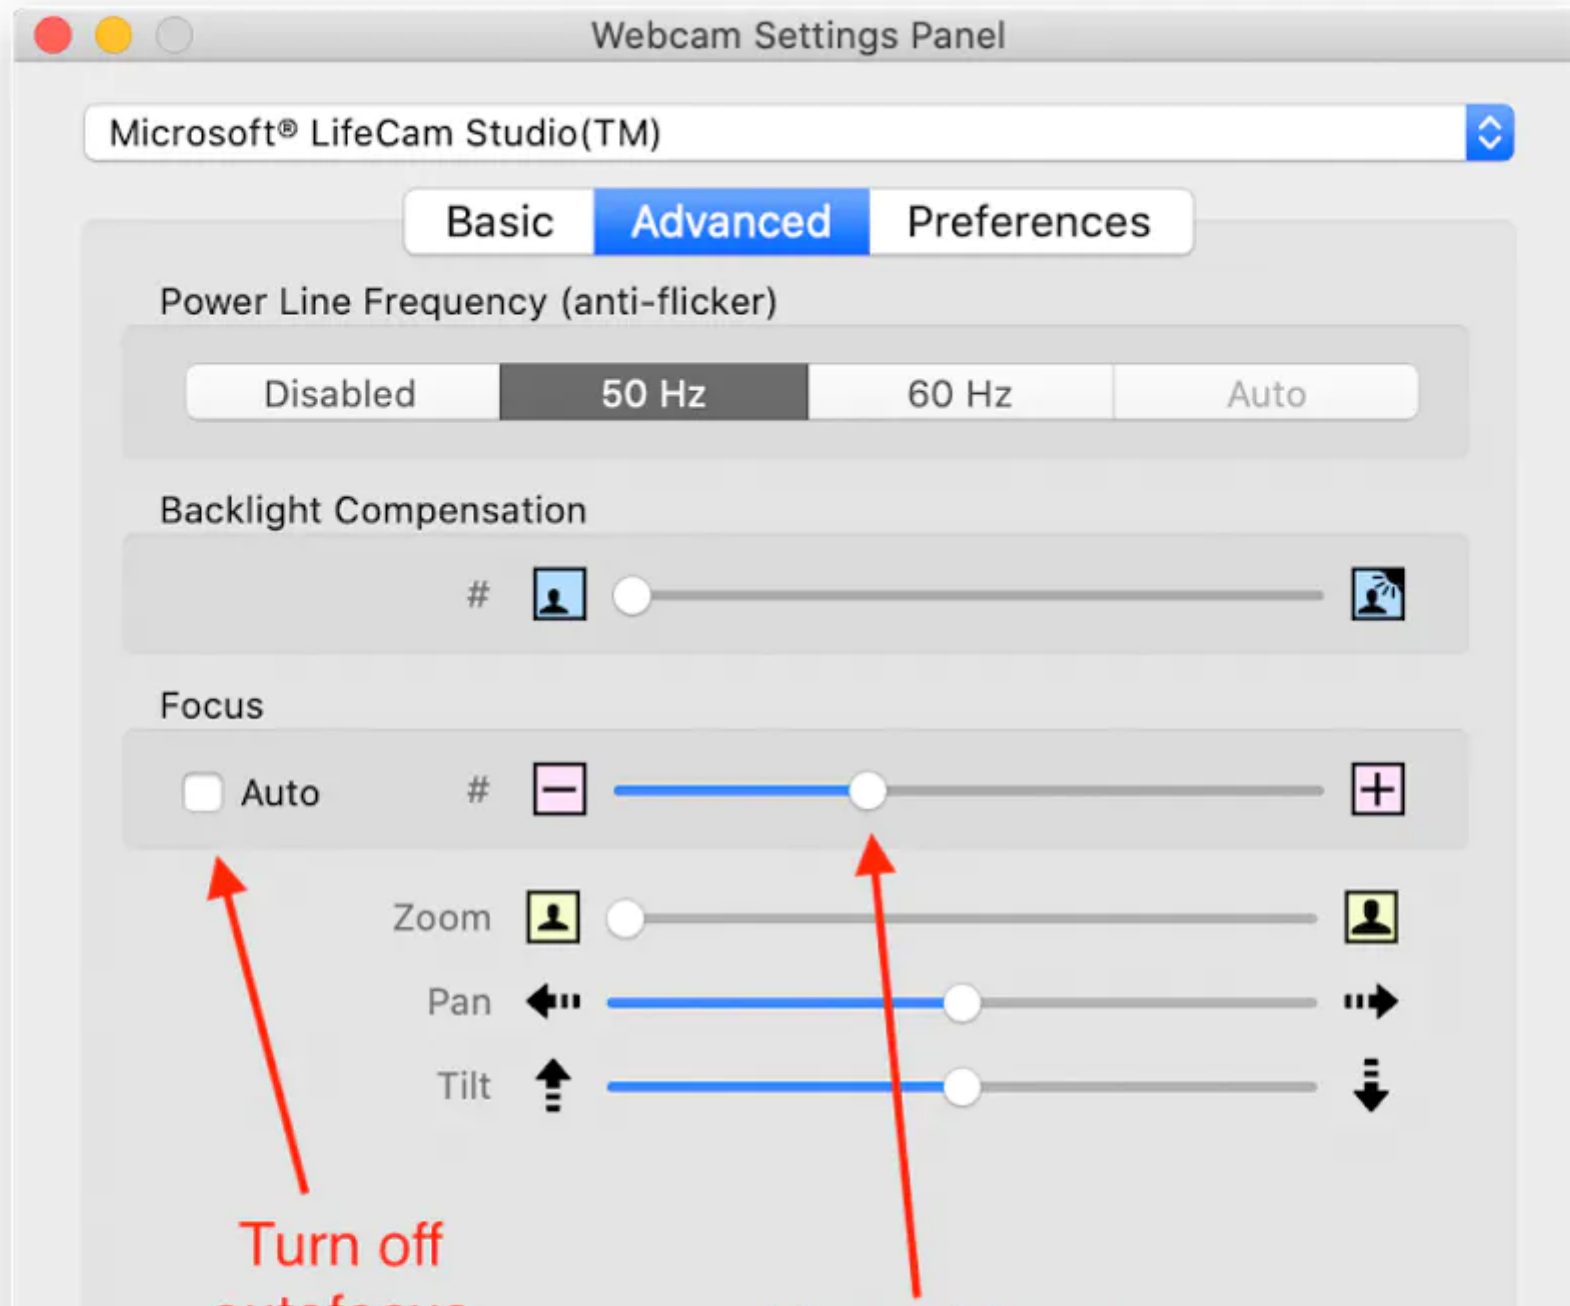 Webcam Settings Panel
Microsoft® LifeCam Studio(TM)
Basic Advanced Preferences
Power Line Frequency (anti-flicker)
Disabled 50 Hz 60 Hz Auto
Backlight Compensation
#
Focus
Auto #
Zoom
Pan
Tilt
Turn off
autofocus